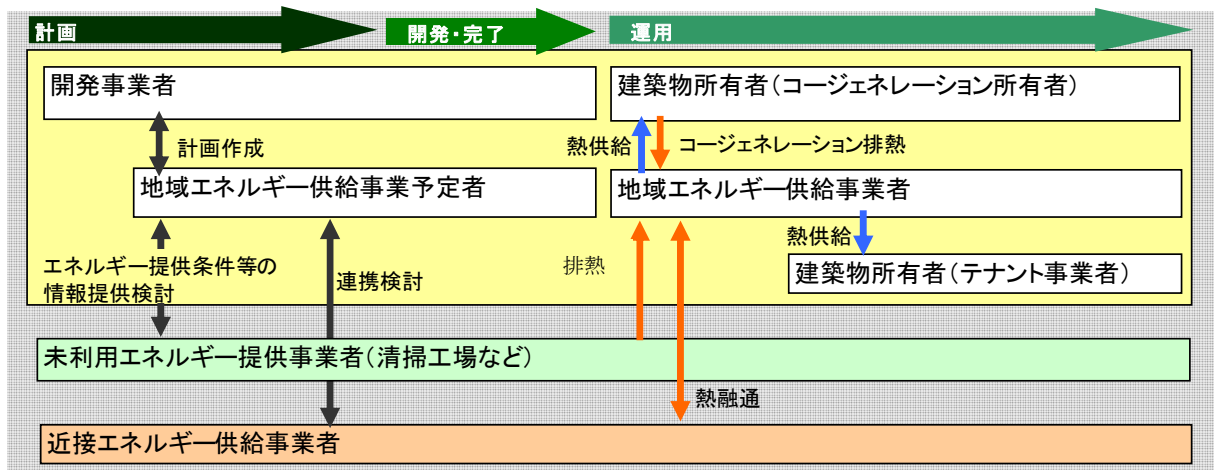 計画
開発・完了
運用
開発事業者
建築物所有者(コージェネレーション所有者)
計画作成
熱供給
コージェネレーション排熱
地域エネルギー供給事業予定者
地域エネルギー供給事業者
熱供給
エネルギー提供条件等の
情報提供検討
連携検討
排熱
建築物所有者(テナント事業者)
未利用エネルギー提供事業者(清掃工場など)
熱融通
近接エネルギー供給事業者